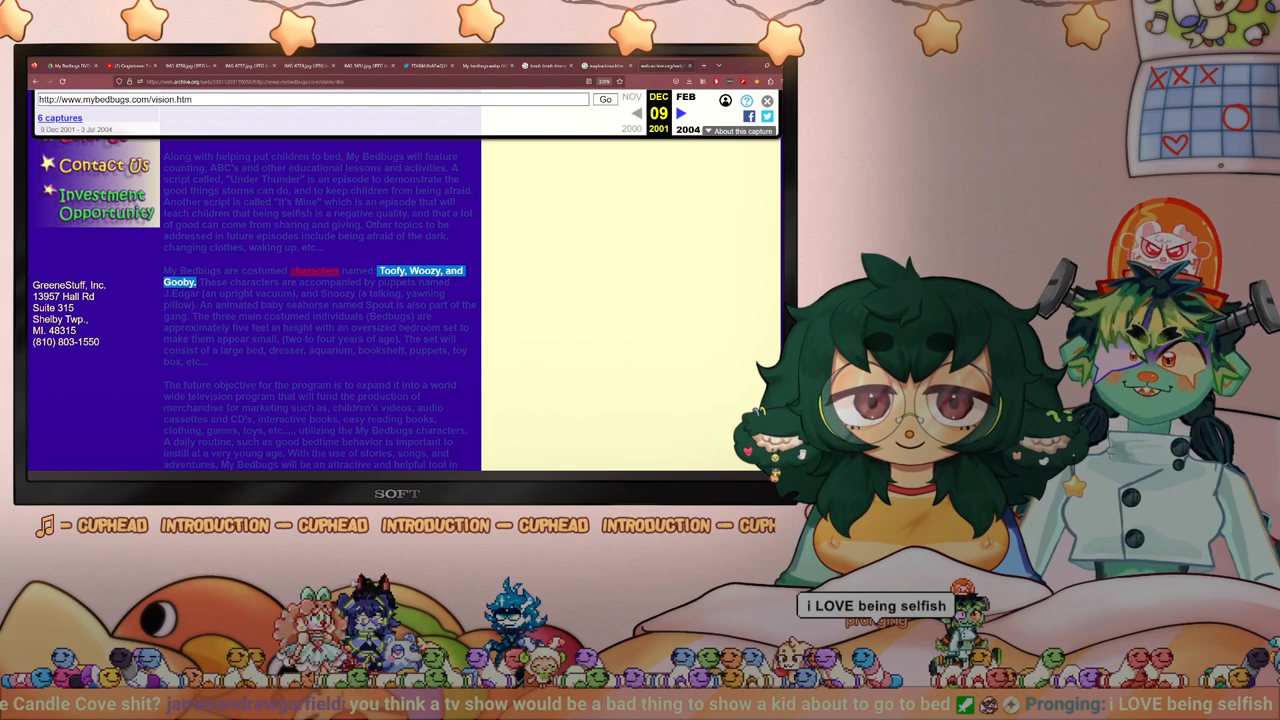 http://www.mybedbugs.com/vision.htm
Go
NOV DEC FEB
6 captures
09
9 Dec 2001 - 3 Jul 2004
2000 2001 2004
About this capture
Contact Us
Investment
Opportunity
GreeneStuff, Inc.
13957 Hall Rd
Suite 315
Shelby Twp.,
MI. 48315
(810) 803-1550
Along with helping put children to bed, My Bedbugs will feature
counting, ABC's and other educational lessons and activities. A
script called, "Under Thunder" is an episode to demonstrate the
good things storms can do, and to keep children from being afraid.
Another script is called "It's Mine" which is an episode that will
teach children that being selfish is a negative quality, and that a lot
of good can come from sharing and giving. Other topics to be
addressed in future episodes include being afraid of the dark,
changing clothes, waking up, etc...
My Bedbugs are costumed characters named: Toofy, Woozy, and
Gooby. These characters are accompanied by puppets named
J.Edgar (an upright vacuum), and Snoozy (a talking, yawning
pillow). An animated baby seahorse named Spout is also part of the
gang. The three main costumed individuals (Bedbugs) are
approximately five feet in height with an oversized bedroom set to
make them appear small, (two to four years of age). The set will
consist of a large bed, dresser, aquarium, bookshelf, puppets, toy
box, etc...
The future objective for the program is to expand it into a world
wide television program that will fund the production of
merchandise for marketing such as, children's videos, audio
cassettes and CD's, interactive books, easy reading books,
clothing, games, toys, etc...., utilizing the My Bedbugs characters.
A daily routine, such as good bedtime behavior is important to
instill at a very young age. With the use of stories, songs, and
adventures, My Bedbugs will be an attractive and helpful tool in
SOFT
– CUPHEAD INTRODUCTION – CUPHEAD INTRODUCTION – CUPHEAD INTRODUCTION – CUPH
i LOVE being selfish
pronging
e Candle Cove shit? jamesandrewgarfield: you think a tv show would be a bad thing to show a kid about to go to bed Pronging: i LOVE being selfish